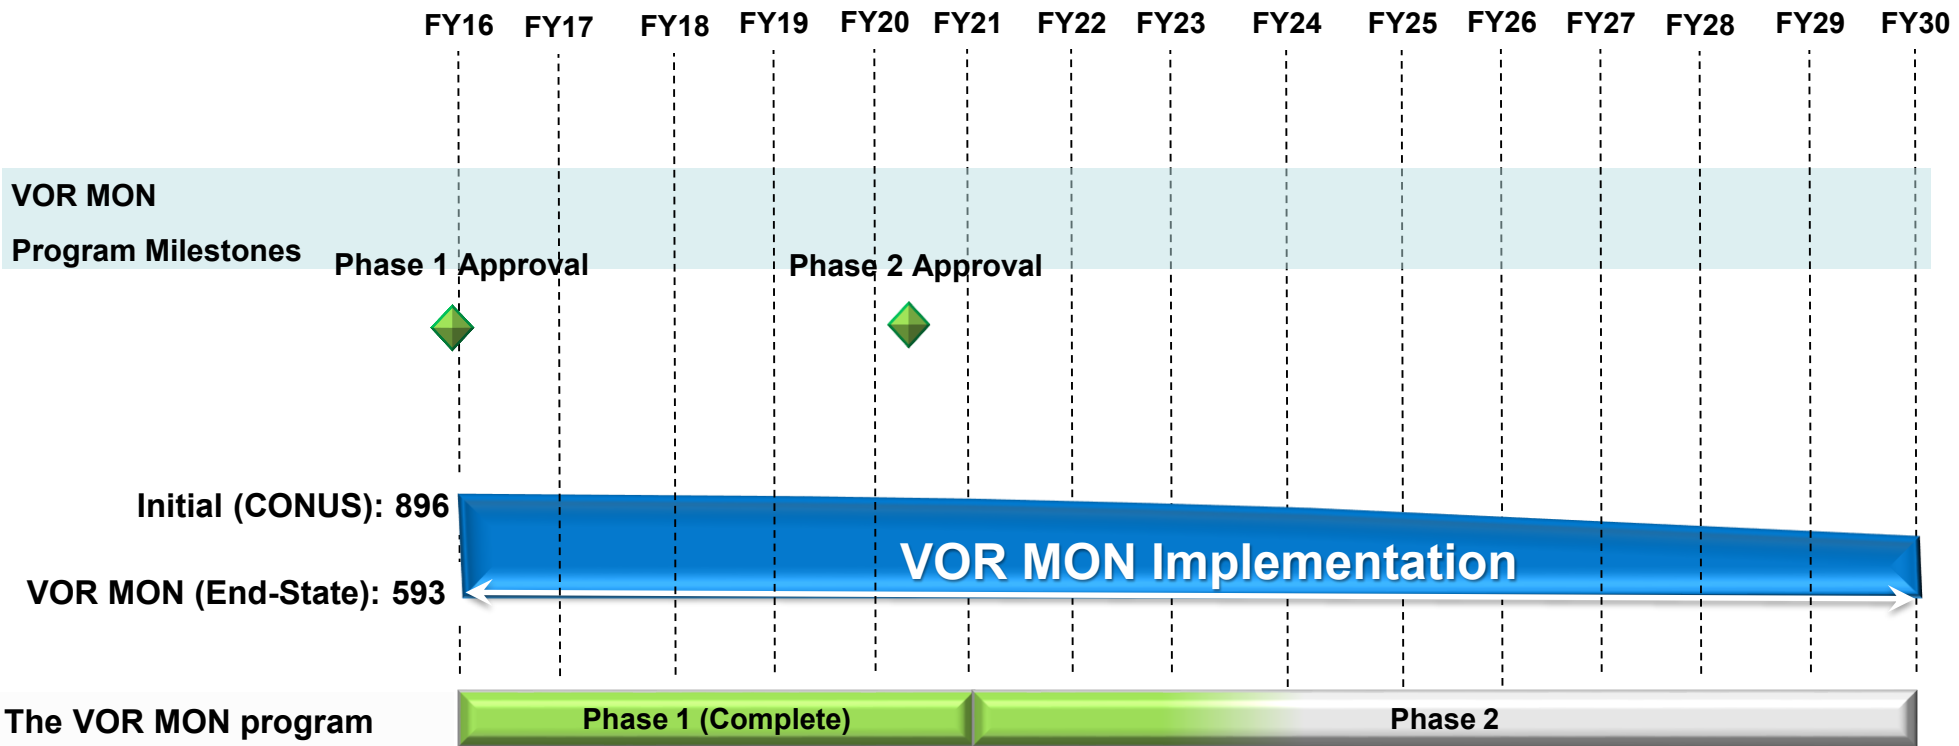 FY16 FY17 FY18 FY19 FY20 FY21 FY22 FY23 FY24 FY25 FY26 FY27 FY28 FY29 FY30
VOR MON
Program Milestones
Phase 1 Approval
Phase 2 Approval
Initial (CONUS): 896
VOR MON Implementation
VOR MON (End-State): 593
The VOR MON program
Phase 1 (Complete)
Phase 2